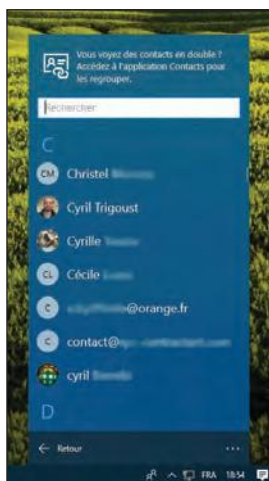 Vous voyez des contacts en double ?
Accédez à l'application Contacts pour
les regrouper.
Rechercher
C
CM Christel
Cyril Trigoust
Cyrille
CL Cécile
C @orange.fr
C contact@
cyril
D
← Retour ...
FRA 18:54